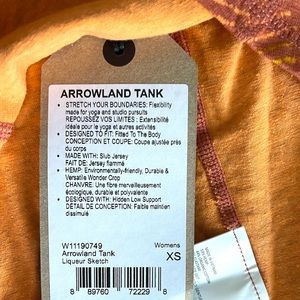 ARROWLAND TANK
• STRETCH YOUR BOUNDARIES: Flexibility
made for yoga and studio pursuits
REPOUSSEZ VOS LIMITES : Extensibilité
idéale pour le yoga et autres activités
• DESIGNED TO FIT: Fitted To The Body
CONCEPTION ET COUPE: Coupe ajustée près
du corps
• MADE WITH: Slub Jersey
FAIT DE: Jersey flammé
• HEMP: Environmentally-friendly, Durable &
Versatile Wonder Crop
CHANVRE: Une fibre merveilleusement
écologique, durable et polyvalente
• DESIGNED WITH: Hidden Low Support
DÉTAIL DE CONCEPTION: Faible maintien
dissimulé
W11190749
Womens
Arrowland Tank
XS
Liqueur Sketch
8 89760 72229 8